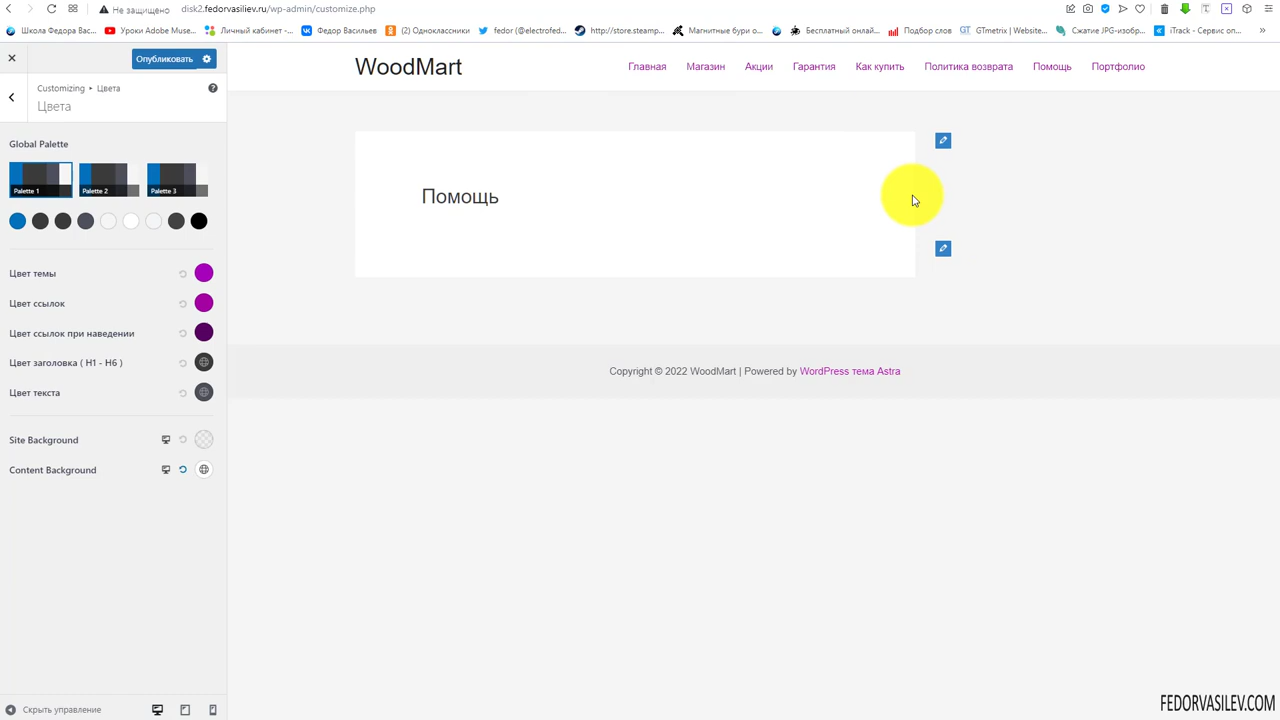 Не защищено disk2.fedorvasiliev.ru/wp-admin/customize.php
Школа Федора Вас... Уроки Adobe Muse... Личный кабинет -... Федор Васильев (2) Одноклассники fedor (@electrofed... http://store.steamp... Магнитные бури о... Бесплатный онлай... Подбор слов GTmetrix | Website... Сжатие JPG-изобр... iTrack - Сервис оп...
Опубликовать
Customizing ▸ Цвета
Цвета
Global Palette
Palette 1 Palette 2 Palette 3
Цвет темы
Цвет ссылок
Цвет ссылок при наведении
Цвет заголовка ( H1 - H6 )
Цвет текста
Site Background
Content Background
Скрыть управление
WoodMart
Главная Магазин Акции Гарантия Как купить Политика возврата Помощь Портфолио
Помощь
Copyright © 2022 WoodMart | Powered by WordPress тема Astra
FEDORVASILEV.COM